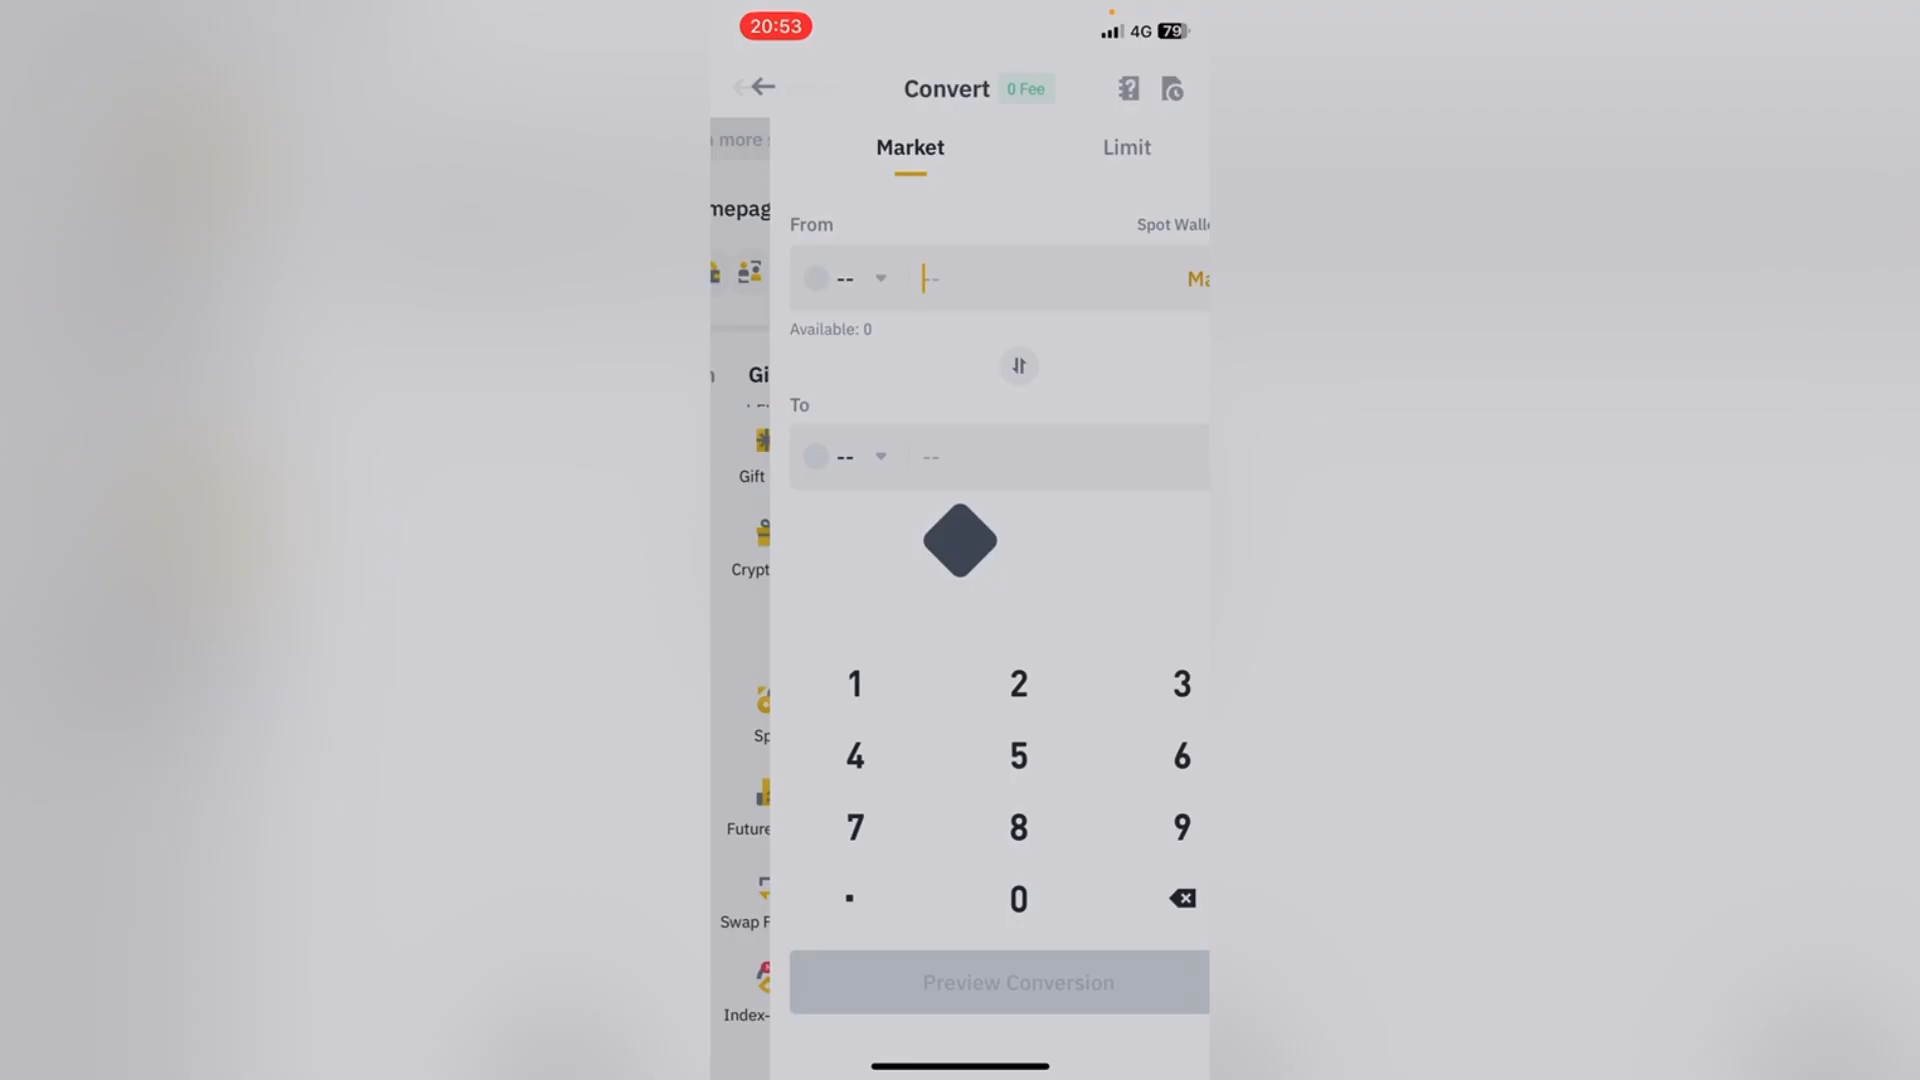 20:53
4G 79
Convert 0 Fee
more
Market Limit
mepag
From Spot Walle
-- --
Ma
Available: 0
Gi
To
-- --
Gift
Crypt
1 2 3
Sp
4 5 6
Future
7 8 9
. 0
Swap F
Preview Conversion
Index-